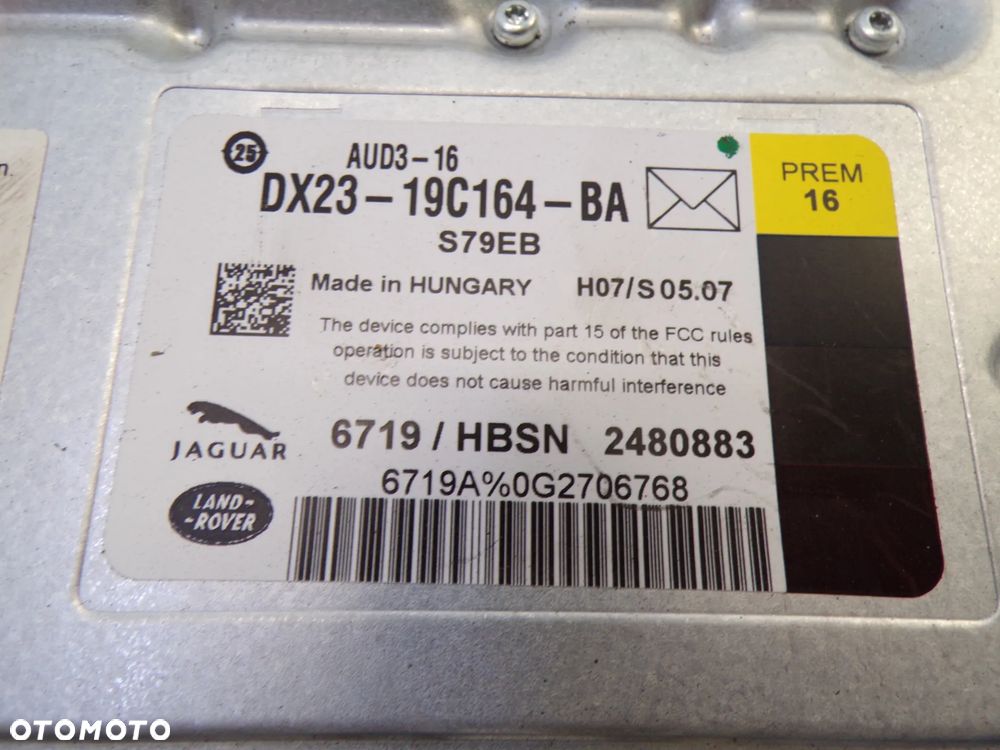 n.
25
AUD3-16
DX23-19C164-BA
S79EB
PREM
16
Made in HUNGARY H07/S 05.07
The device complies with part 15 of the FCC rules
operation is subject to the condition that this
device does not cause harmful interference
JAGUAR
6719 / HBSN 2480883
6719A%0G2706768
LAND-
-ROVER
OTOMOTO